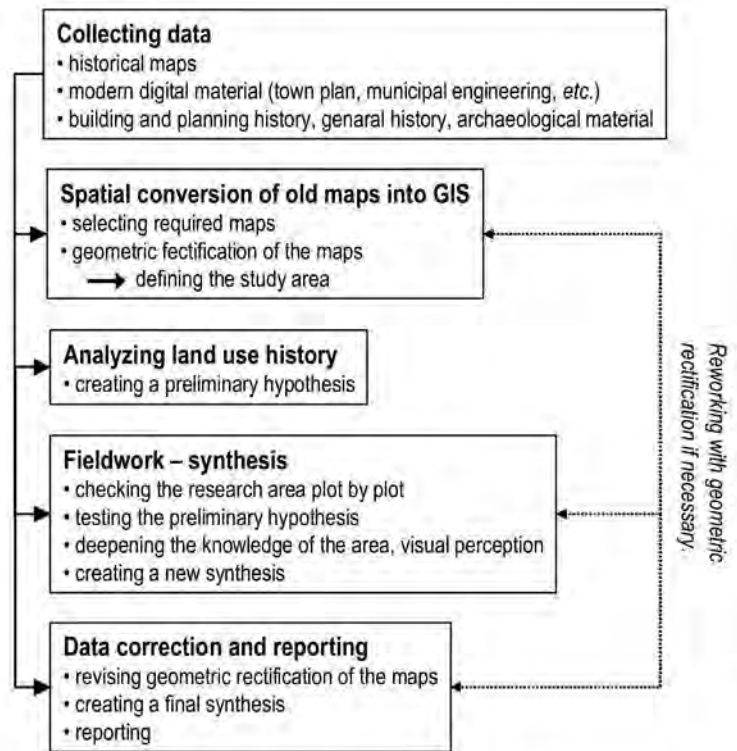 Collecting data
• historical maps
• modern digital material (town plan, municipal engineering, etc.)
• building and planning history, genaral history, archaeological material
Spatial conversion of old maps into GIS
• selecting required maps
• geometric fectification of the maps
→ defining the study area
Analyzing land use history
• creating a preliminary hypothesis
Fieldwork – synthesis
• checking the research area plot by plot
• testing the preliminary hypothesis
• deepening the knowledge of the area, visual perception
• creating a new synthesis
Data correction and reporting
• revising geometric rectification of the maps
• creating a final synthesis
• reporting
Reworking with geometric
rectification if necessary.